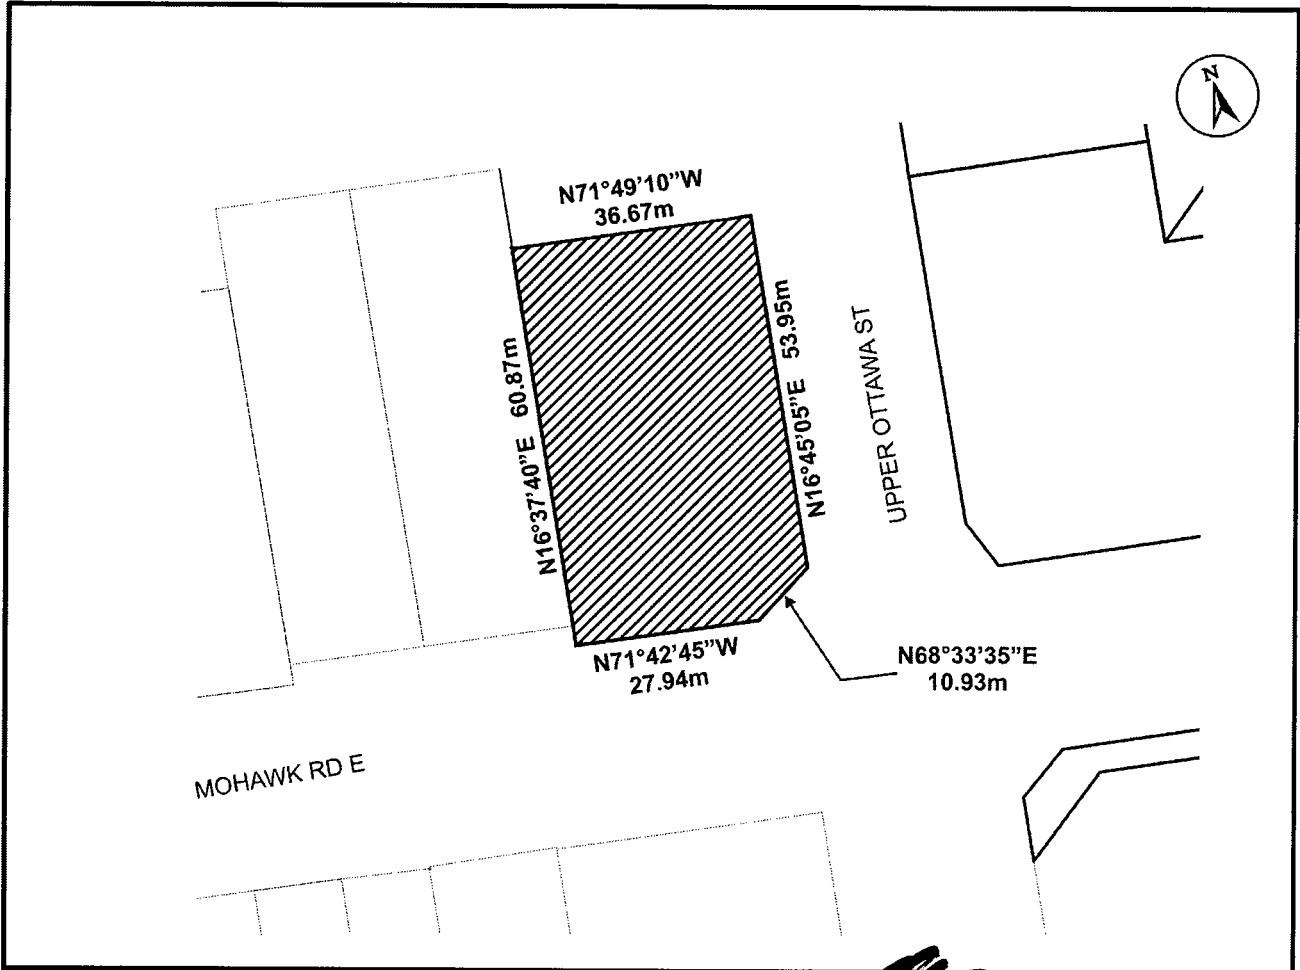 N
N71°49'10"W
36.67m
N16°37'40"E 60.87m
N16°45'05"E 53.95m
UPPER OTTAWA ST
N71°42'45"W
27.94m
N68°33'35"E
10.93m
MOHAWK RD E